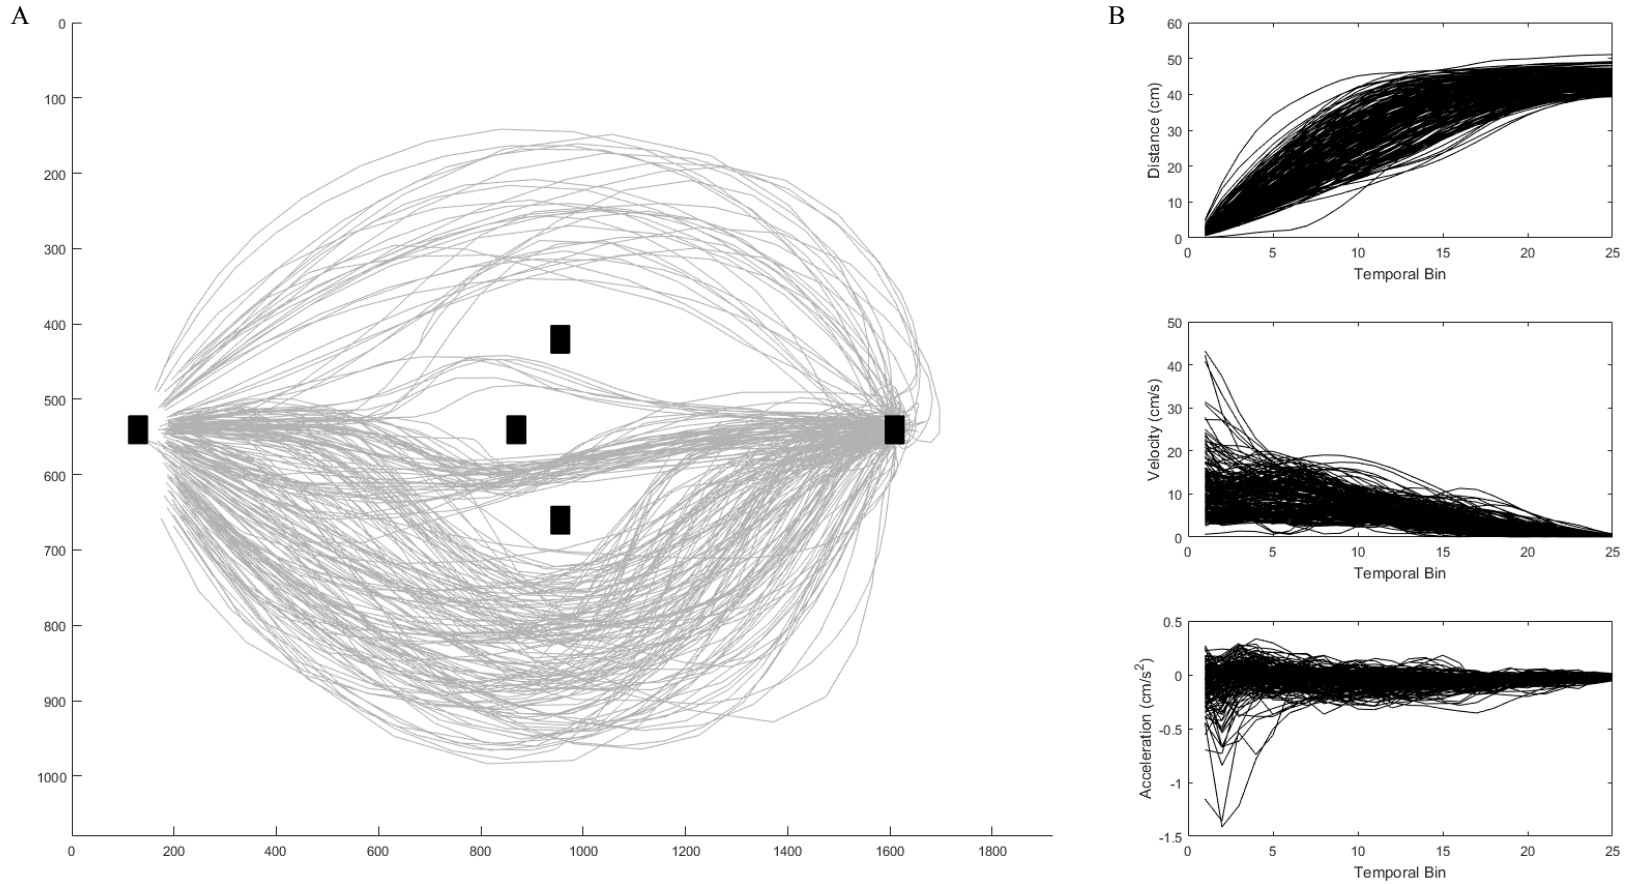 A
0
100
200
300
400
500
600
700
800
900
1000
0 200 400 600 800 1000 1200 1400 1600 1800
B
60
50
40
30
20
10
0
Distance (cm)
0 5 10 15 20 25
Temporal Bin
50
40
30
20
10
0
Velocity (cm/s)
0 5 10 15 20 25
Temporal Bin
0.5
0
-0.5
-1
-1.5
Acceleration (cm/s²)
0 5 10 15 20 25
Temporal Bin